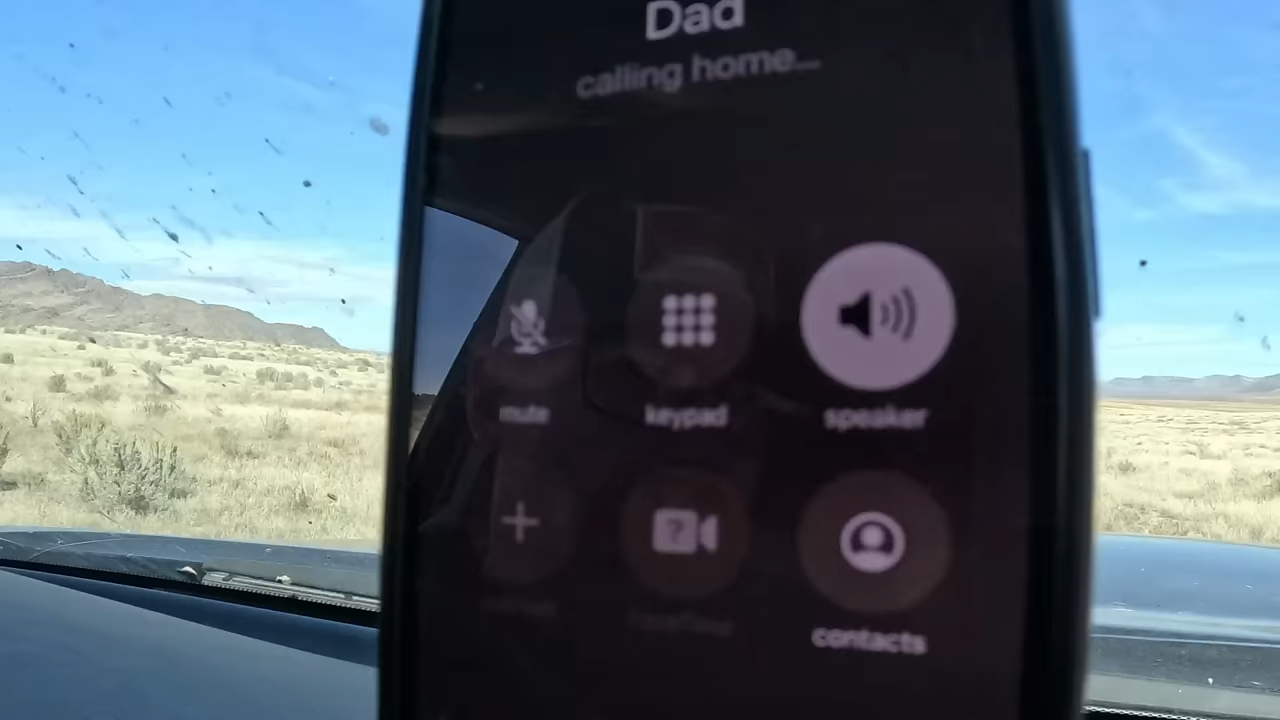 Dad
calling home...
mute
keypad
speaker
contacts